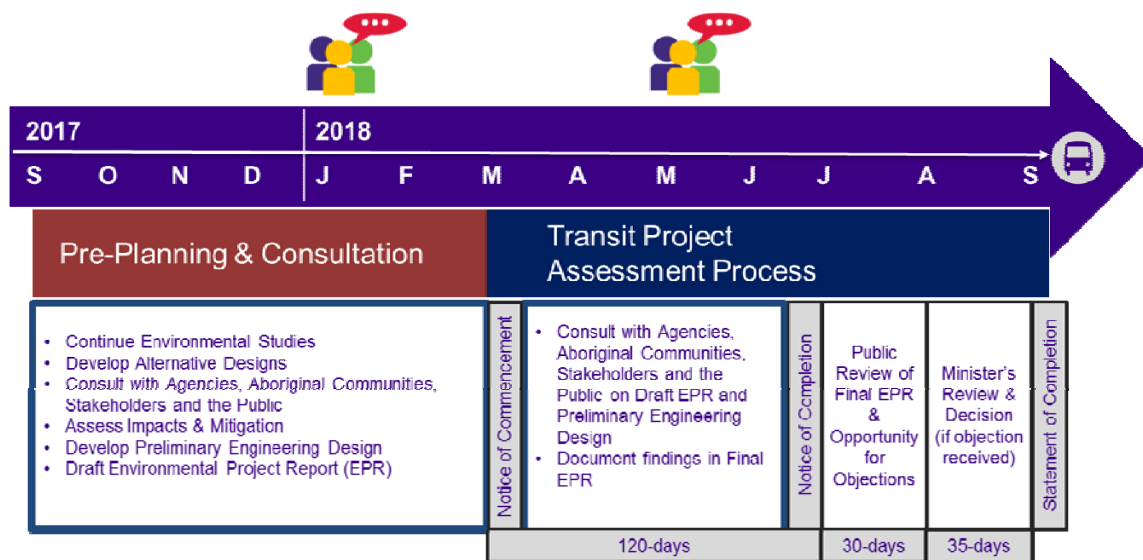 2017
2018
S O N D J F M A M J J A S
Pre-Planning & Consultation
Transit Project
Assessment Process
• Continue Environmental Studies
• Develop Alternative Designs
• Consult with Agencies, Aboriginal Communities,
Stakeholders and the Public
• Assess Impacts & Mitigation
• Develop Preliminary Engineering Design
• Draft Environmental Project Report (EPR)
Notice of Commencement
• Consult with Agencies,
Aboriginal Communities,
Stakeholders and the
Public on Draft EPR and
Preliminary Engineering
Design
• Document findings in Final
EPR
Notice of Completion
Public
Review of
Final EPR
&
Opportunity
for
Objections
Minister's
Review &
Decision
(if objection
received)
Statement of Completion
120-days
30-days
35-days